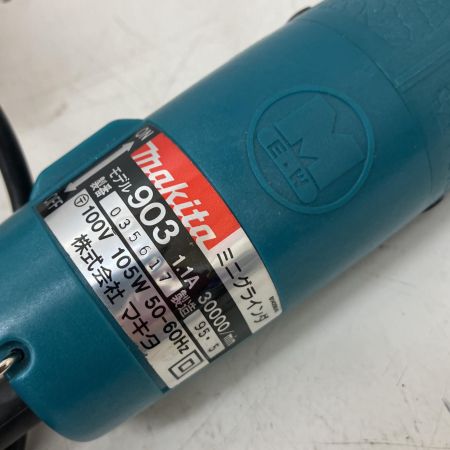 ON
OFF
makita
ミニグラインダ
モデル 903 1.1A 30000/min
製番 035617 製造 95.5
Ⓣ 100V 105W 50-60Hz
株式会社 マキタ
M
E.W